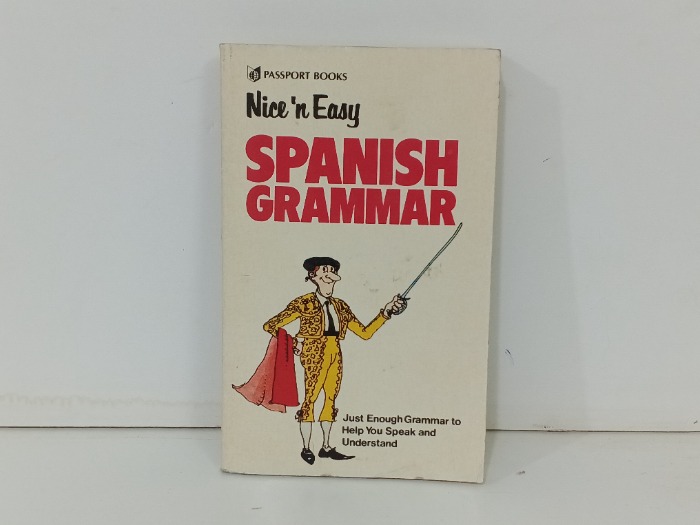 PASSPORT BOOKS
Nice 'n Easy
SPANISH
GRAMMAR
Just Enough Grammar to
Help You Speak and
Understand